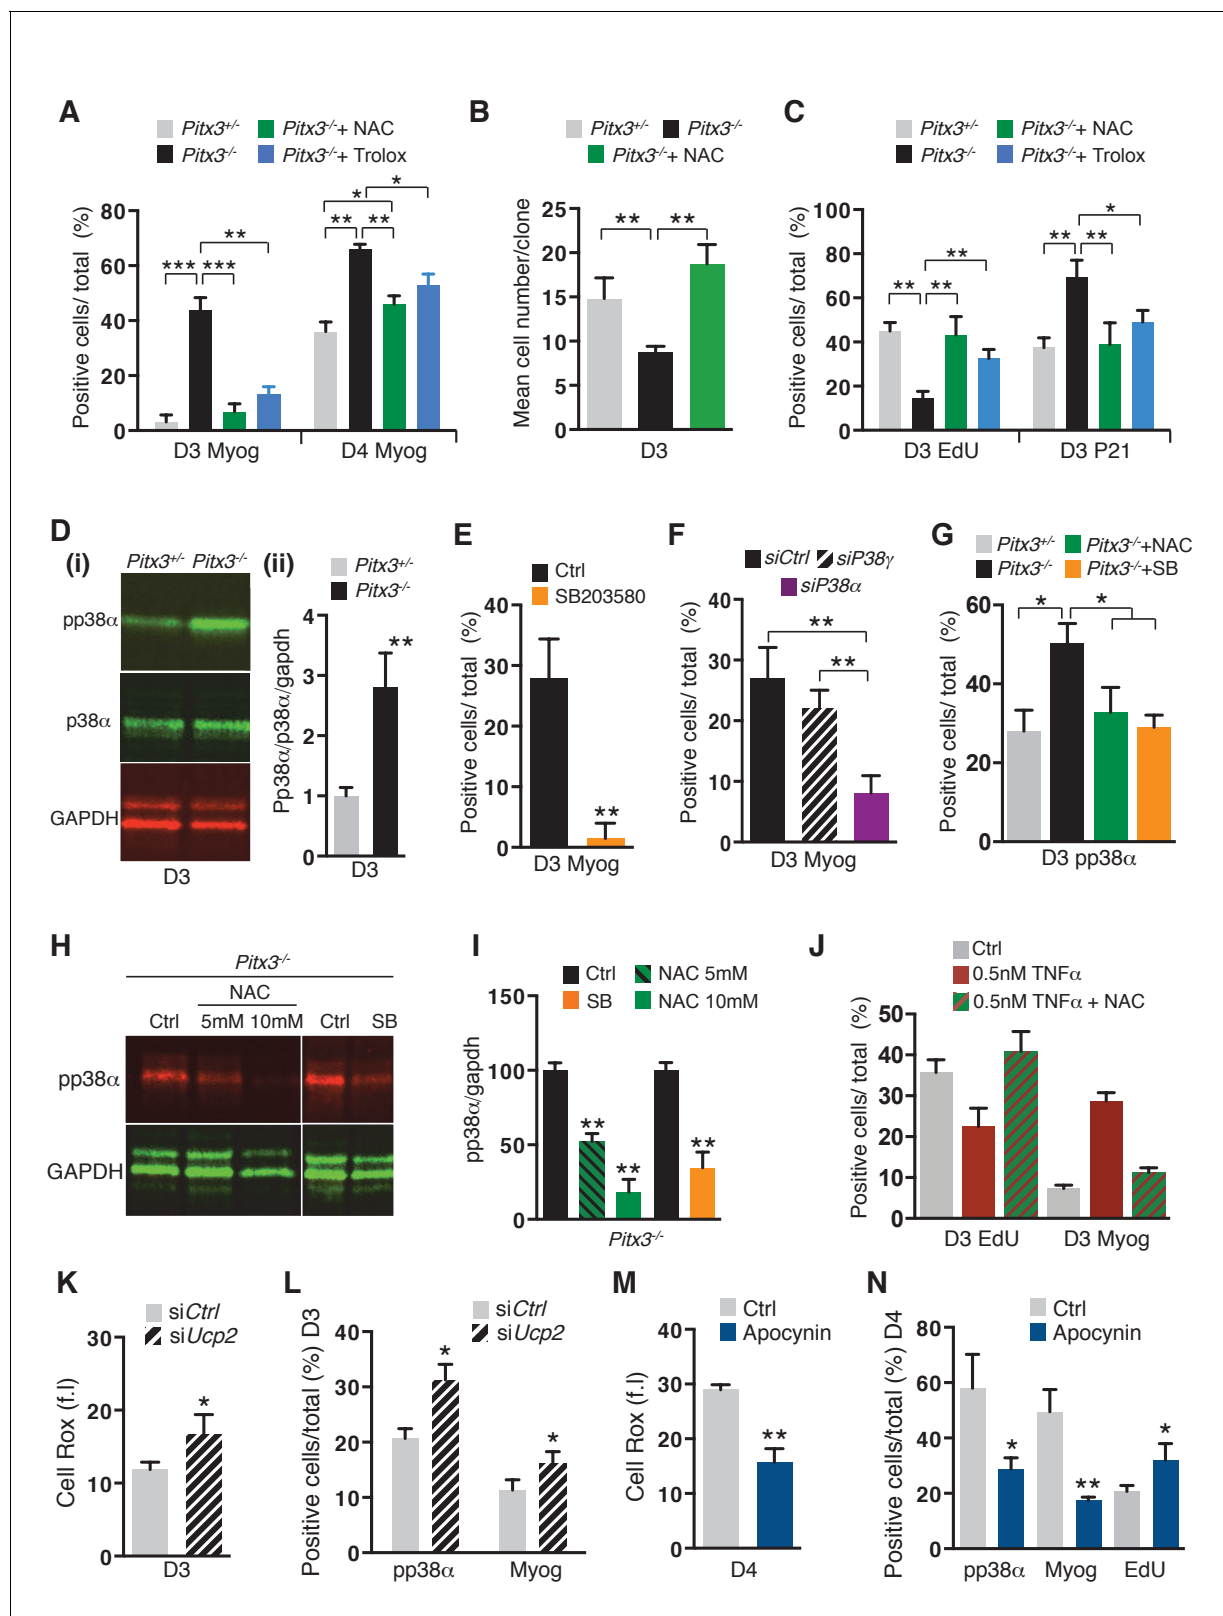 A
Pitx3+/- Pitx3-/-+ NAC
Pitx3-/- Pitx3-/-+ Trolox
Positive cells/ total (%)
80
60
40
20
0
*** *** ** * ** ** *
D3 Myog D4 Myog
B
Pitx3+/- Pitx3-/-
Pitx3-/-+ NAC
Mean cell number/clone
25
20
15
10
5
0
** **
D3
C
Pitx3+/- Pitx3-/-+ NAC
Pitx3-/- Pitx3-/-+ Trolox
Positive cells/ total (%)
100
80
60
40
20
0
** ** ** ** ** *
D3 EdU D3 P21
D
(i)
Pitx3+/- Pitx3-/-
pp38α
p38α
GAPDH
D3
(ii)
Pitx3+/-
Pitx3-/-
Pp38α/p38α/gapdh
4
3
2
1
0
**
D3
E
Ctrl
SB203580
Positive cells/ total (%)
40
30
20
10
0
**
D3 Myog
F
siCtrl siP38γ
siP38α
Positive cells/ total (%)
40
30
20
10
0
**
**
D3 Myog
G
Pitx3+/- Pitx3-/-+NAC
Pitx3-/- Pitx3-/-+SB
Positive cells/ total (%)
60
40
20
0
* *
D3 pp38α
H
Pitx3-/-
NAC
Ctrl 5mM 10mM Ctrl SB
pp38α
GAPDH
I
Ctrl NAC 5mM
SB NAC 10mM
pp38α/gapdh
150
100
50
0
** ** **
Pitx3-/-
J
Ctrl
0.5nM TNFα
0.5nM TNFα + NAC
Positive cells/ total (%)
50
40
30
20
10
0
D3 EdU D3 Myog
K
siCtrl
siUcp2
Cell Rox (f.I)
30
20
10
0
*
D3
L
siCtrl
siUcp2
Positive cells/total (%) D3
40
30
20
10
0
* *
pp38α Myog
M
Ctrl
Apocynin
Cell Rox (f.I)
40
30
20
10
0
**
D4
N
Ctrl
Apocynin
Positive cells/total (%) D4
80
60
40
20
0
* ** *
pp38α Myog EdU